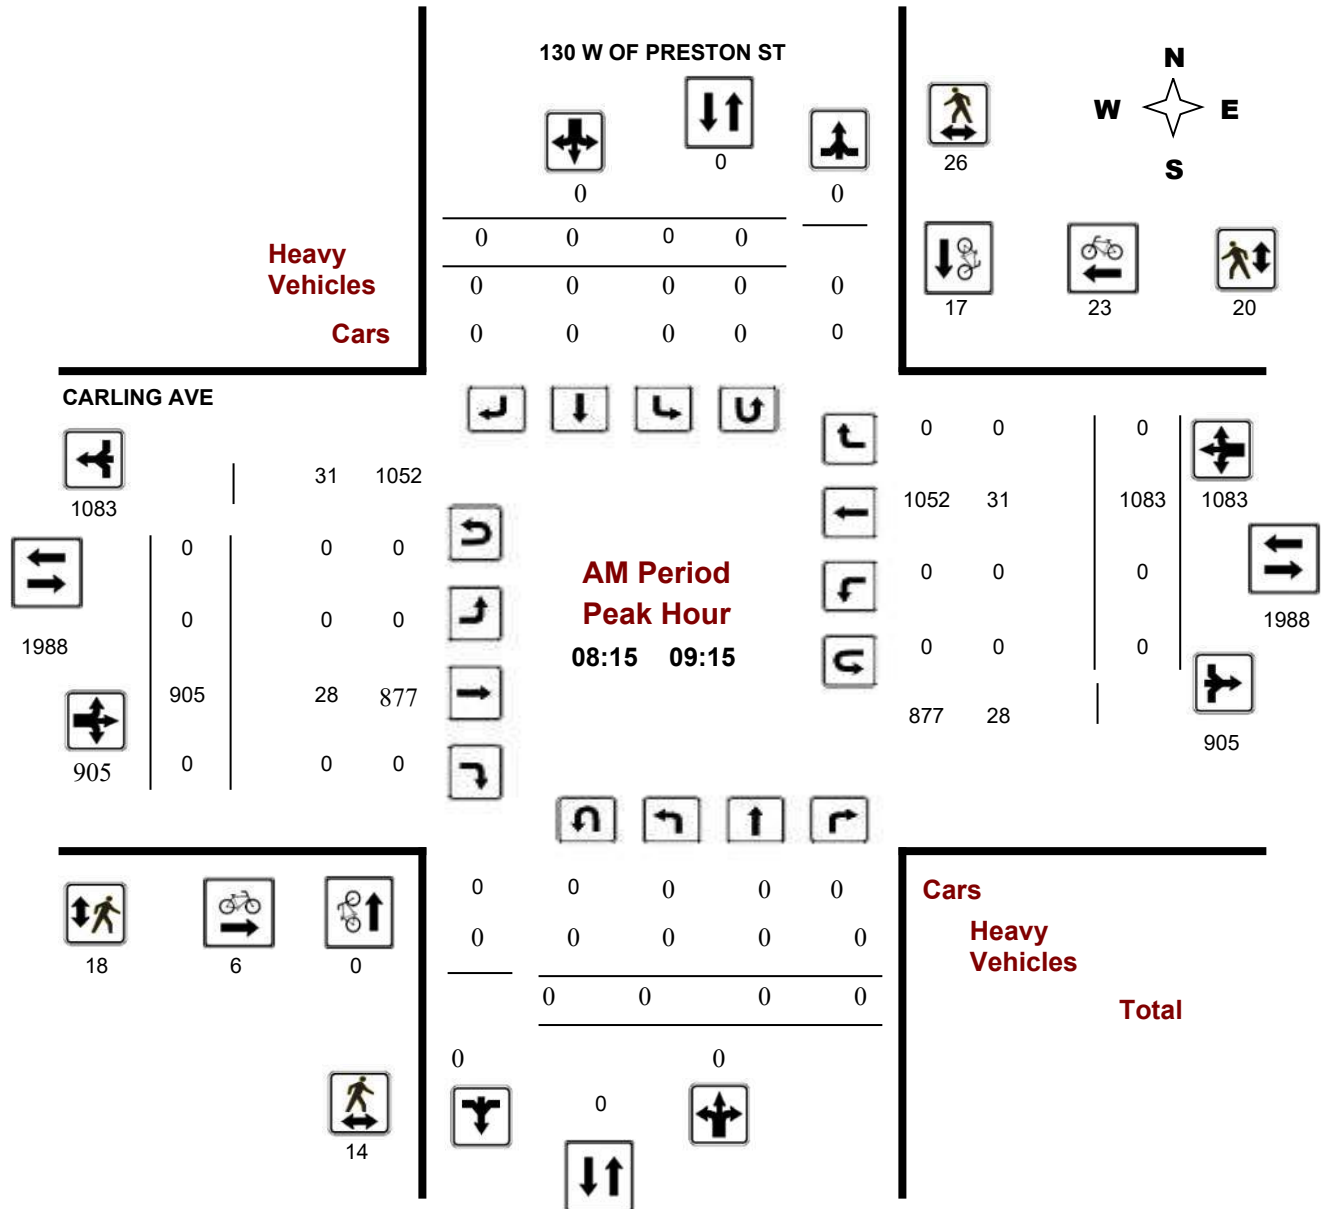 130 W OF PRESTON ST
N
W E
S
0
26
0 0
0 0 0 0
Heavy
Vehicles
0 0 0 0 0
17 23 20
Cars
0 0 0 0 0
CARLING AVE
0 0 0
31 1052
1083
1052 31 1083 1083
0 0 0
AM Period
0 0 0
0 0 0
Peak Hour
1988
08:15 09:15
0 0 0
1988
905 28 877
877 28
905
905
0 0 0
0 0 0 0 0
Cars
0 0 0 0 0
Heavy
Vehicles
18 6 0
0 0 0 0
Total
0 0
0
14